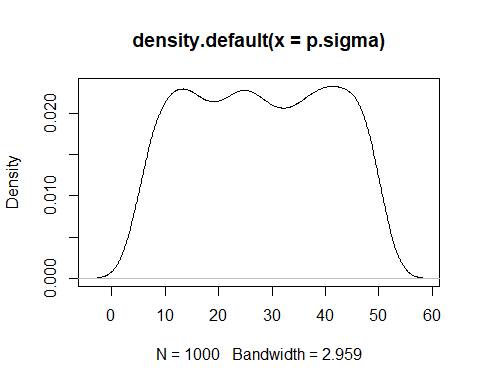 density.default(x = p.sigma)
Density
0.000
0.010
0.020
0 10 20 30 40 50 60
N = 1000 Bandwidth = 2.959